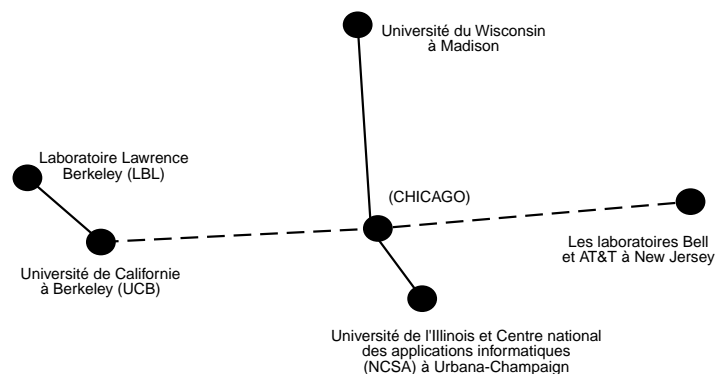 Université du Wisconsin
à Madison
Laboratoire Lawrence
Berkeley (LBL)
(CHICAGO)
Les laboratoires Bell
et AT&T à New Jersey
Université de Californie
à Berkeley (UCB)
Université de l'Illinois et Centre national
des applications informatiques
(NCSA) à Urbana-Champaign